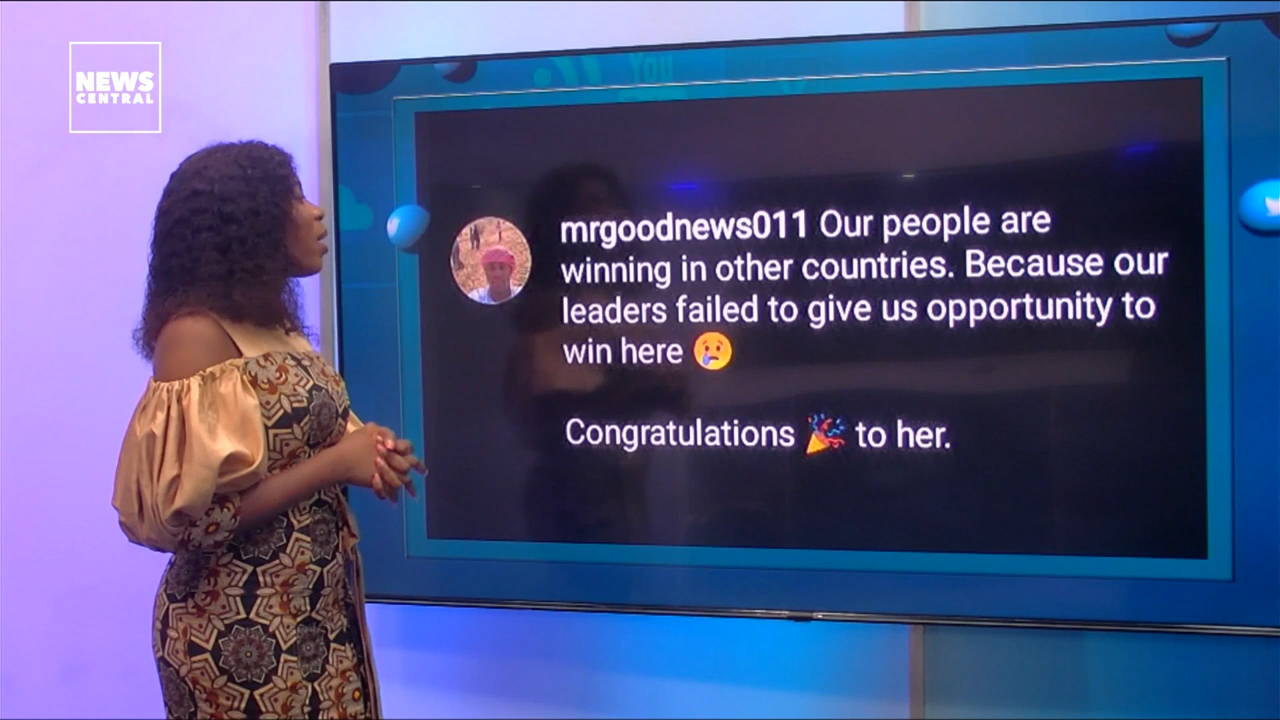 NEWS
CENTRAL
You
mrgoodnews011 Our people are
winning in other countries. Because our
leaders failed to give us opportunity to
win here 😢
Congratulations 🎉 to her.